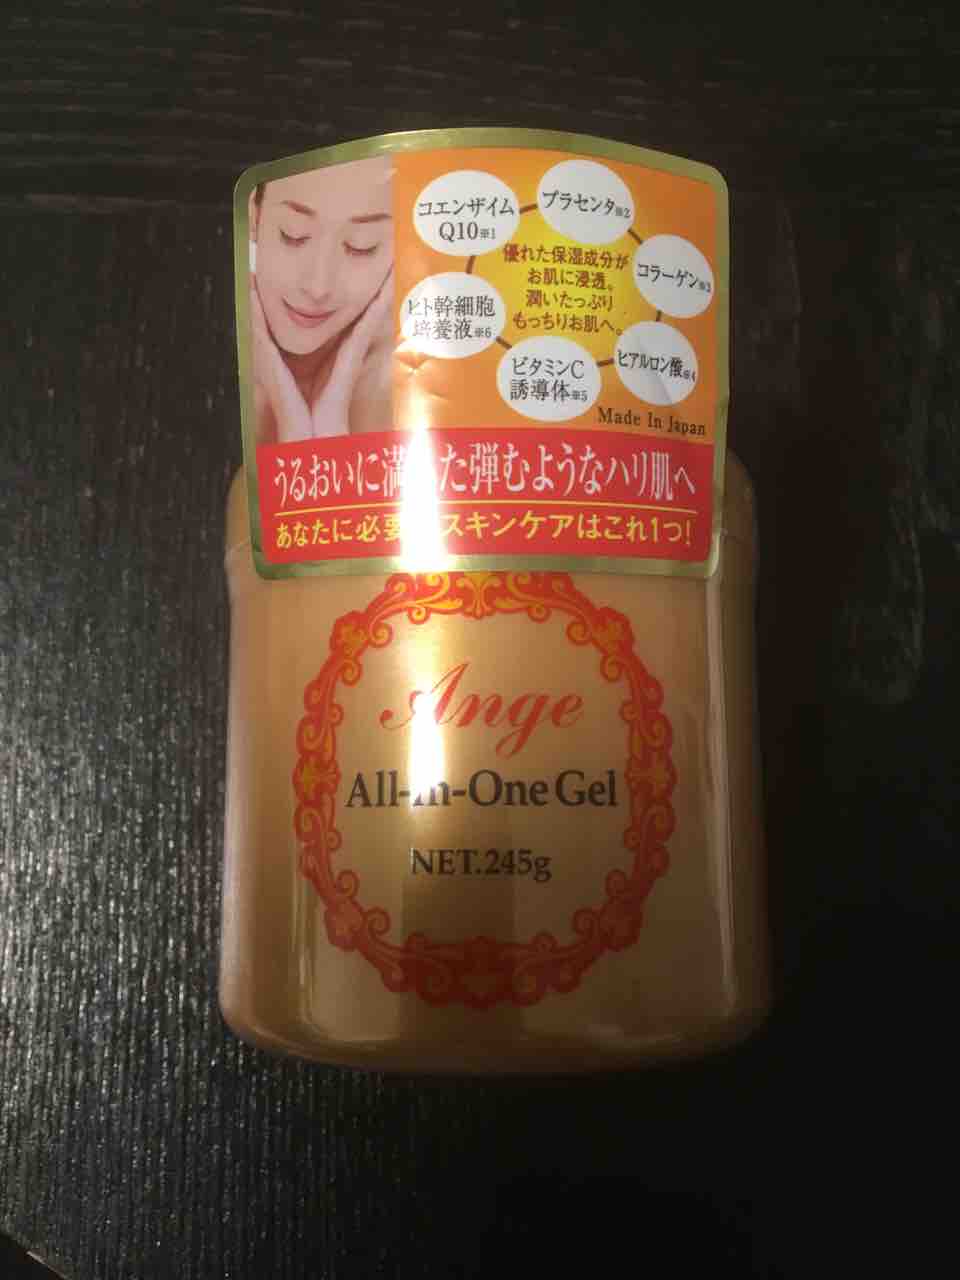 コエンザイム
Q10※1
プラセンタ※2
コラーゲン※3
ヒアルロン酸※4
ビタミンC
誘導体※5
ヒト幹細胞
培養液※6
優れた保湿成分が
お肌に浸透。
潤いたっぷり
もっちりお肌へ。
Made In Japan
うるおいに満 た弾むようなハリ肌へ
あなたに必要 スキンケアはこれ1つ!
Ange
All-In-One Gel
NET.245g